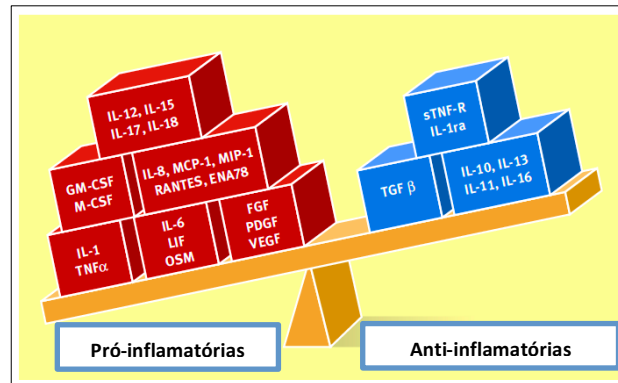 IL-12, IL-15
IL-17, IL-18
GM-CSF
M-CSF
IL-8, MCP-1, MIP-1
RANTES, ENA78
IL-1
TNFα
IL-6
LIF
OSM
FGF
PDGF
VEGF
sTNF-R
IL-1ra
TGF β
IL-10, IL-13
IL-11, IL-16
Pró-inflamatórias
Anti-inflamatórias